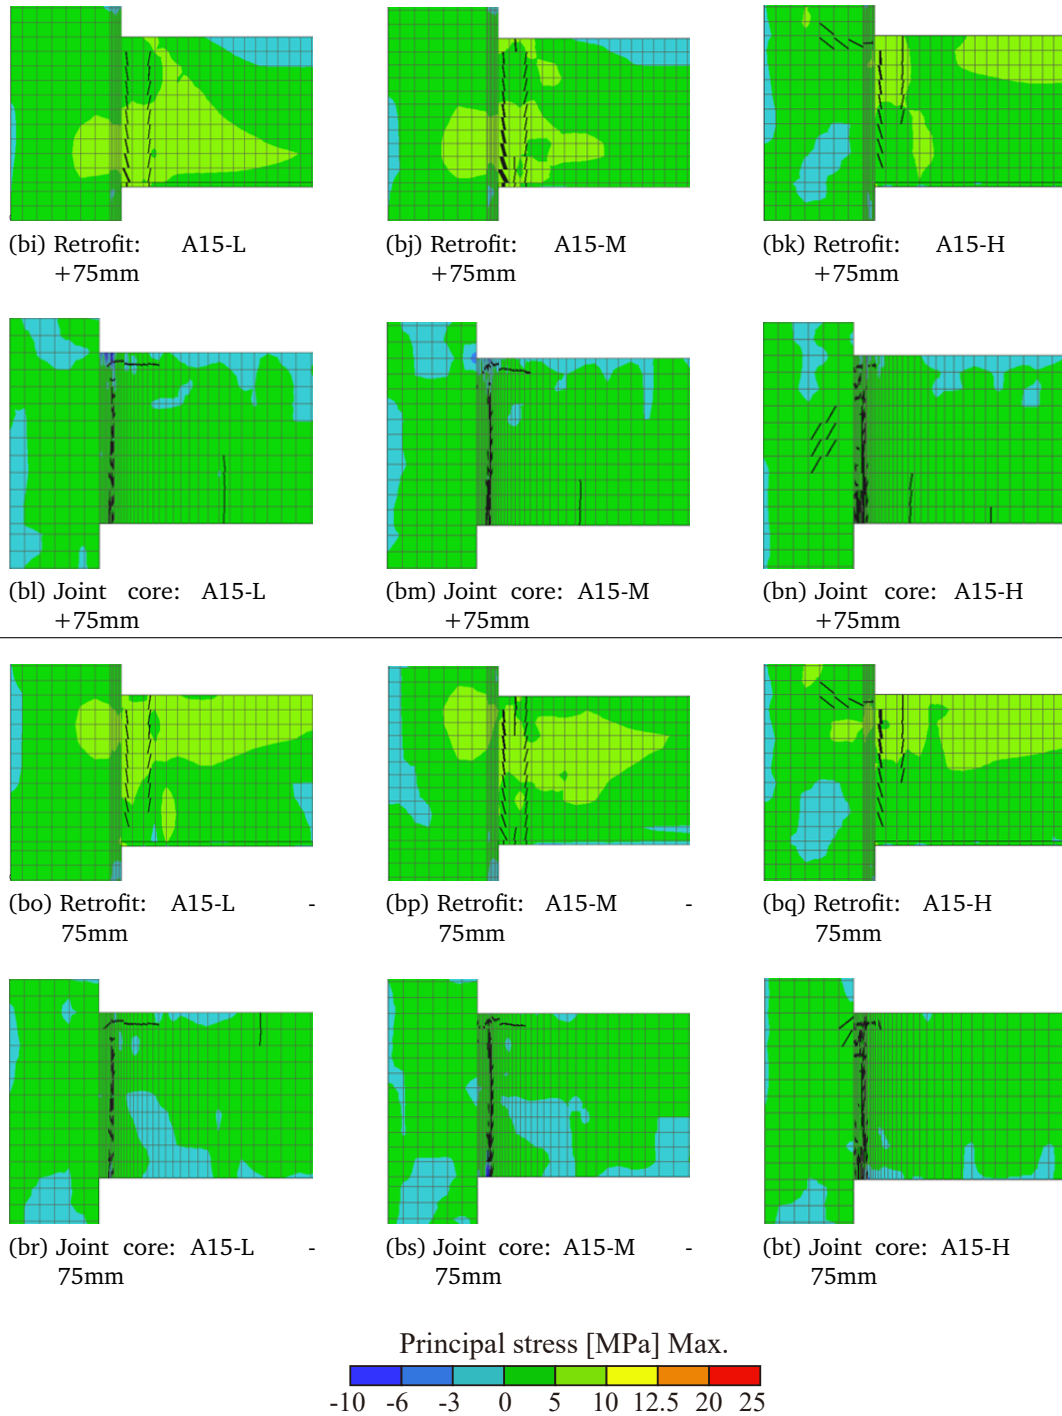 (bi) Retrofit: A15-L (bj) Retrofit: A15-M (bk) Retrofit: A15-H
+75mm +75mm +75mm
(bl) Joint core: A15-L (bm) Joint core: A15-M (bn) Joint core: A15-H
+75mm +75mm +75mm
(bo) Retrofit: A15-L - (bp) Retrofit: A15-M - (bq) Retrofit: A15-H
75mm 75mm 75mm
(br) Joint core: A15-L - (bs) Joint core: A15-M - (bt) Joint core: A15-H
75mm 75mm 75mm
Principal stress [MPa] Max.
-10 -6 -3 0 5 10 12.5 20 25